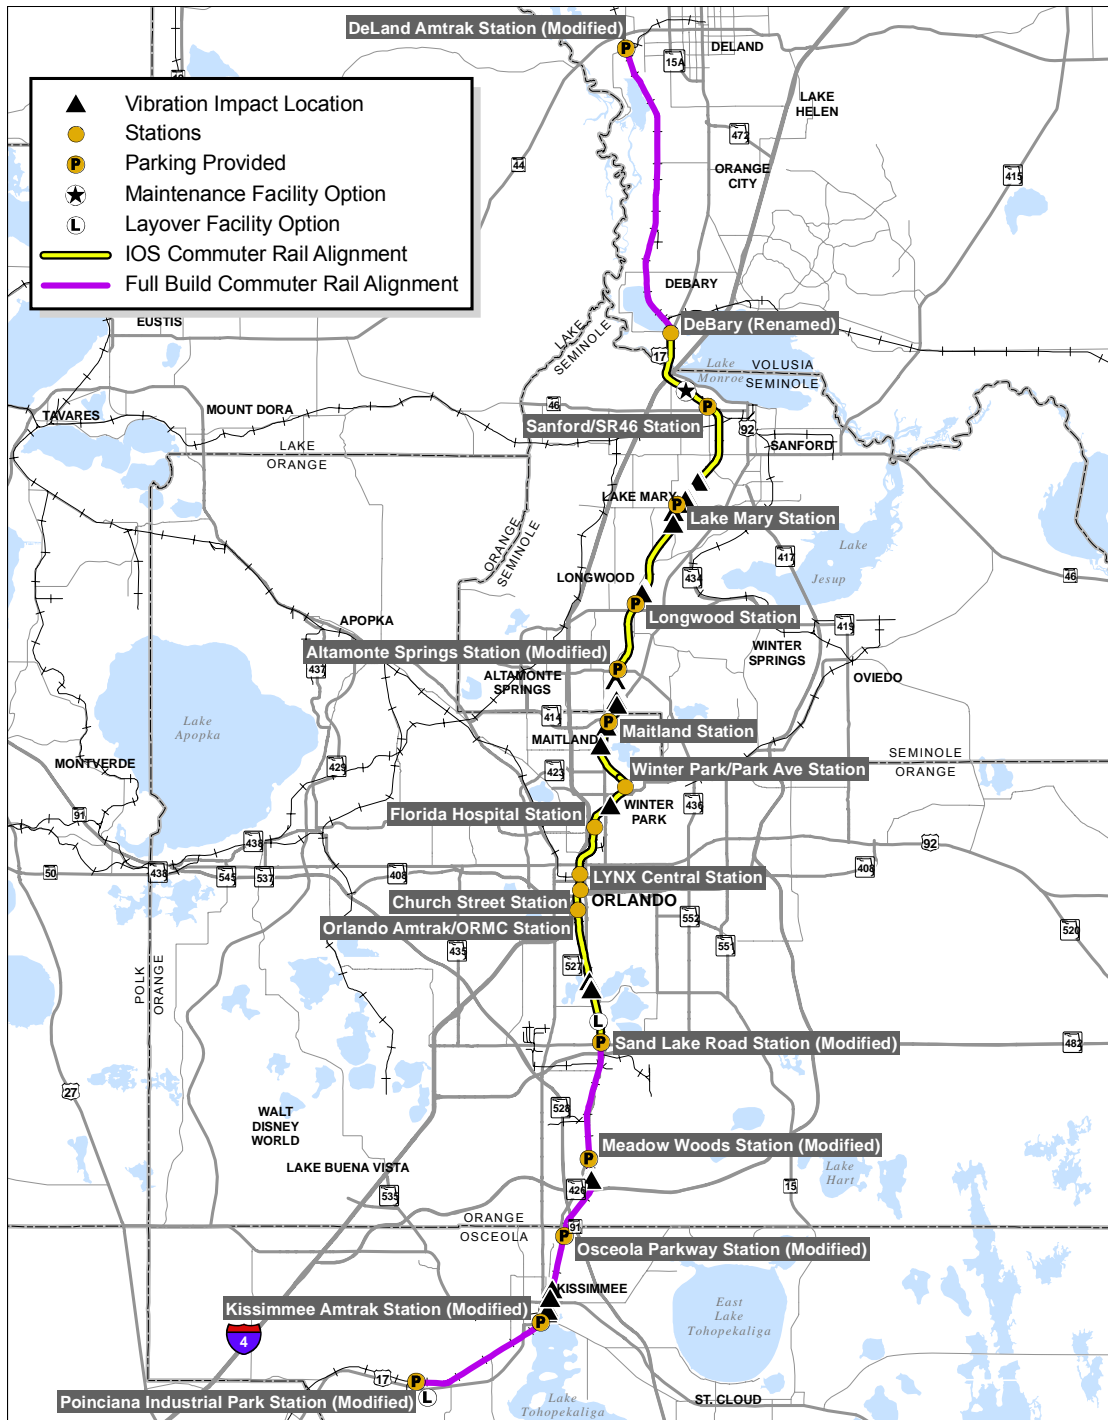 DeLand Amtrak Station (Modified)
P
DELAND
15A
LAKE
HELEN
Vibration Impact Location
Stations
P
Parking Provided
Maintenance Facility Option
L
Layover Facility Option
IOS Commuter Rail Alignment
Full Build Commuter Rail Alignment
472
44
ORANGE
CITY
415
DEBARY
EUSTIS
LAKE
SEMINOLE
DeBary (Renamed)
17
Lake
Monroe
VOLUSIA
SEMINOLE
TAVARES
MOUNT DORA
46
P
Sanford/SR46 Station
92
SANFORD
LAKE
ORANGE
LAKE MARY
P
Lake Mary Station
ORANGE
SEMINOLE
Lake
Jesup
417
LONGWOOD
434
46
P
Longwood Station
APOPKA
419
WINTER
SPRINGS
Altamonte Springs Station (Modified)
P
437
ALTAMONTE
SPRINGS
OVIEDO
414
P
Maitland Station
Lake
Apopka
MAITLAND
SEMINOLE
ORANGE
MONTVERDE
429
423
Winter Park/Park Ave Station
91
436
WINTER
PARK
Florida Hospital Station
438
92
50
438
545
537
408
LYNX Central Station
408
Church Street Station
ORLANDO
Orlando Amtrak/ORMC Station
552
520
435
551
POLK
ORANGE
527
L
P
Sand Lake Road Station (Modified)
482
27
528
WALT
DISNEY
WORLD
Meadow Woods Station (Modified)
P
LAKE BUENA VISTA
Lake
Hart
535
426
15
ORANGE
OSCEOLA
91
P
Osceola Parkway Station (Modified)
KISSIMMEE
Kissimmee Amtrak Station (Modified)
P
East
Lake
Tohopekaliga
4
17
P
Poinciana Industrial Park Station (Modified)
L
Lake
Tohopekaliga
ST. CLOUD